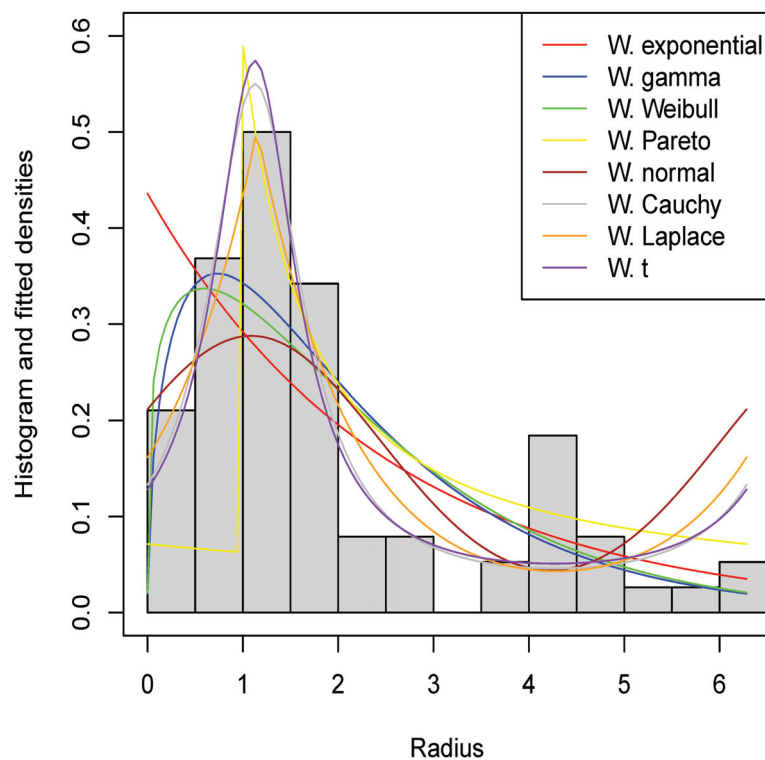 W. exponential
W. gamma
W. Weibull
W. Pareto
W. normal
W. Cauchy
W. Laplace
W. t
Histogram and fitted densities
0.6
0.5
0.4
0.3
0.2
0.1
0.0
0 1 2 3 4 5 6
Radius